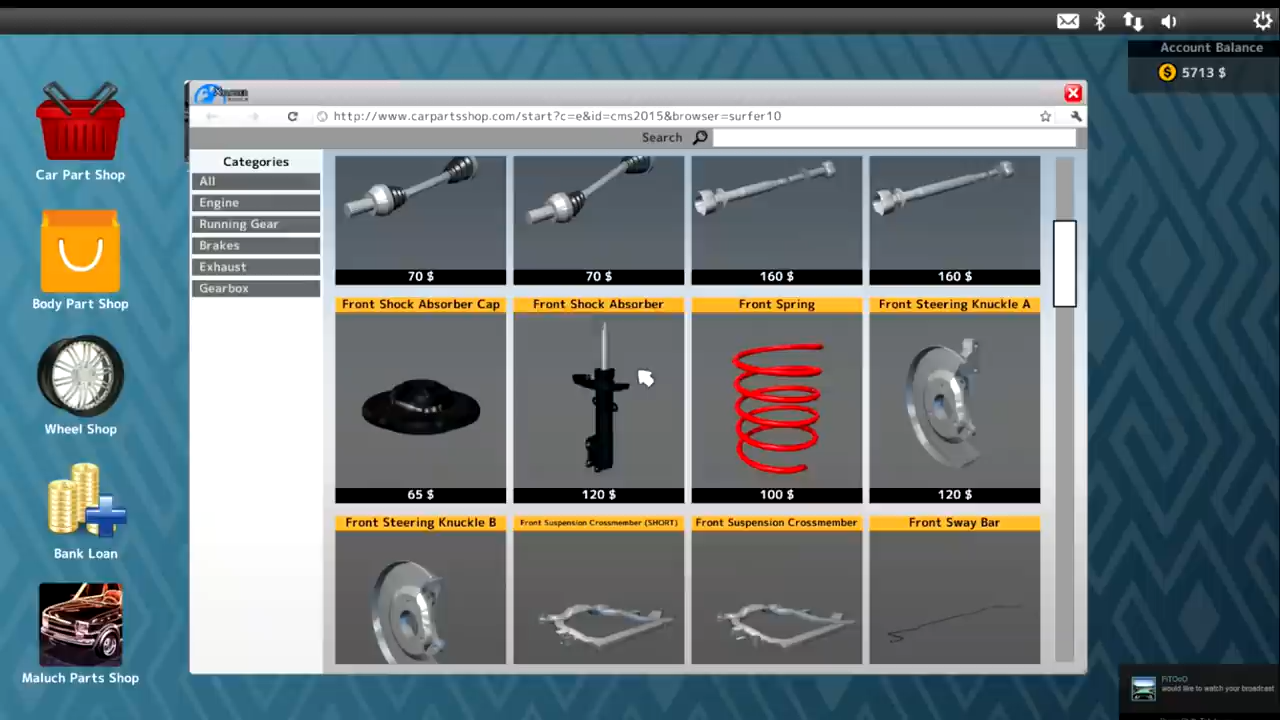 Account Balance
$ 5713 $
http://www.carpartsshop.com/start?c=e&id=cms2015&browser=surfer10
Search
Car Part Shop
Body Part Shop
Wheel Shop
Bank Loan
Maluch Parts Shop
Categories
All
Engine
Running Gear
Brakes
Exhaust
Gearbox
70 $ 70 $ 160 $ 160 $
Front Shock Absorber Cap Front Shock Absorber Front Spring Front Steering Knuckle A
65 $ 120 $ 100 $ 120 $
Front Steering Knuckle B Front Suspension Crossmember (SHORT) Front Suspension Crossmember Front Sway Bar
would like to watch your broadcast